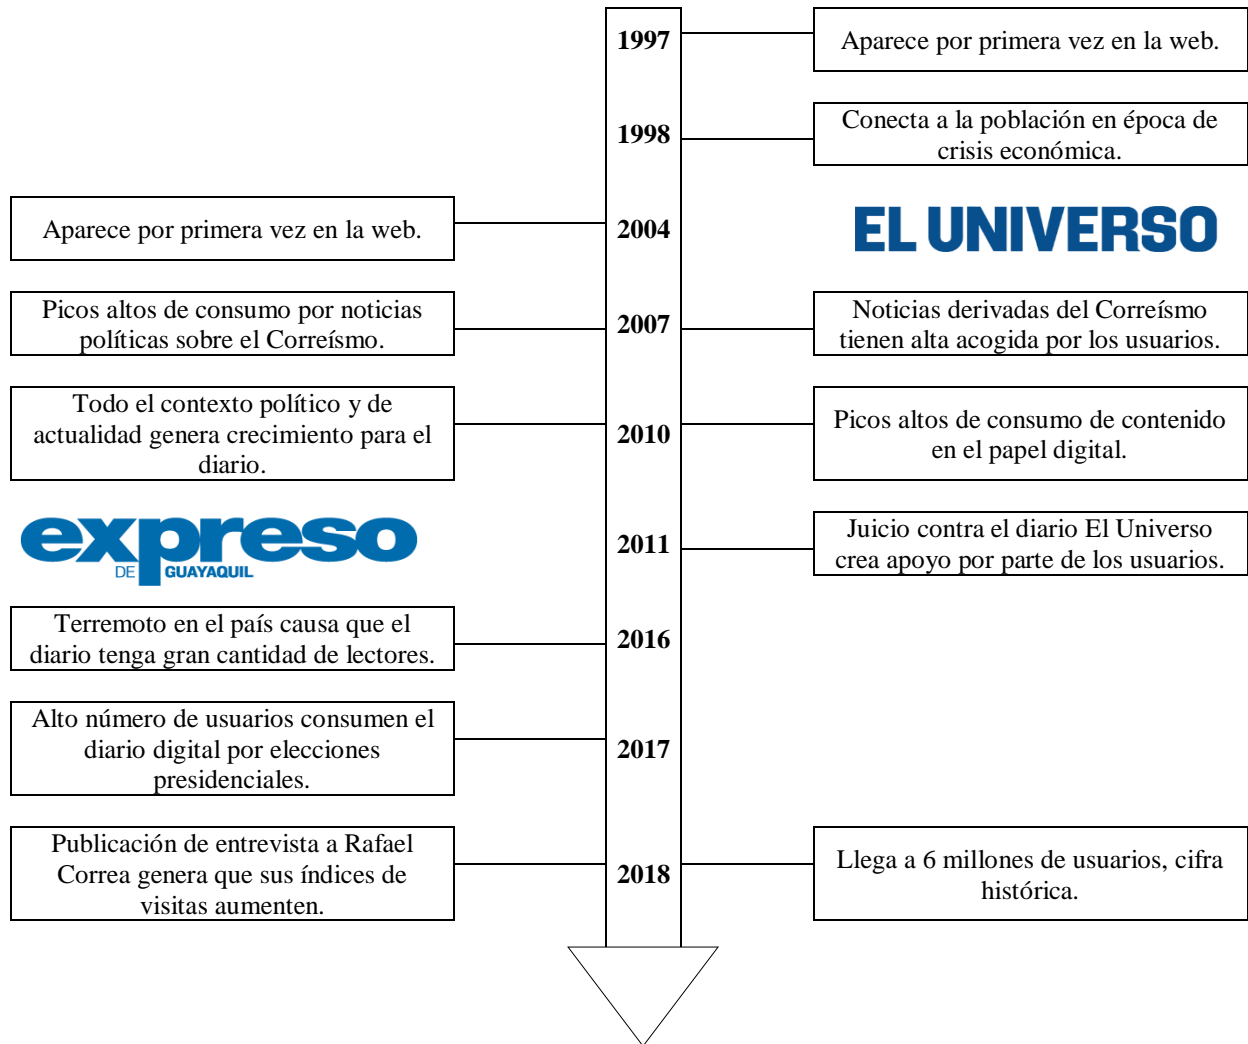 1997
Aparece por primera vez en la web.
1998
Conecta a la población en época de
crisis económica.
Aparece por primera vez en la web.
2004
EL UNIVERSO
Picos altos de consumo por noticias
políticas sobre el Correísmo.
2007
Noticias derivadas del Correísmo
tienen alta acogida por los usuarios.
Todo el contexto político y de
actualidad genera crecimiento para el
diario.
2010
Picos altos de consumo de contenido
en el papel digital.
expreso
DE GUAYAQUIL
2011
Juicio contra el diario El Universo
crea apoyo por parte de los usuarios.
Terremoto en el país causa que el
diario tenga gran cantidad de lectores.
2016
Alto número de usuarios consumen el
diario digital por elecciones
presidenciales.
2017
Publicación de entrevista a Rafael
Correa genera que sus índices de
visitas aumenten.
2018
Llega a 6 millones de usuarios, cifra
histórica.